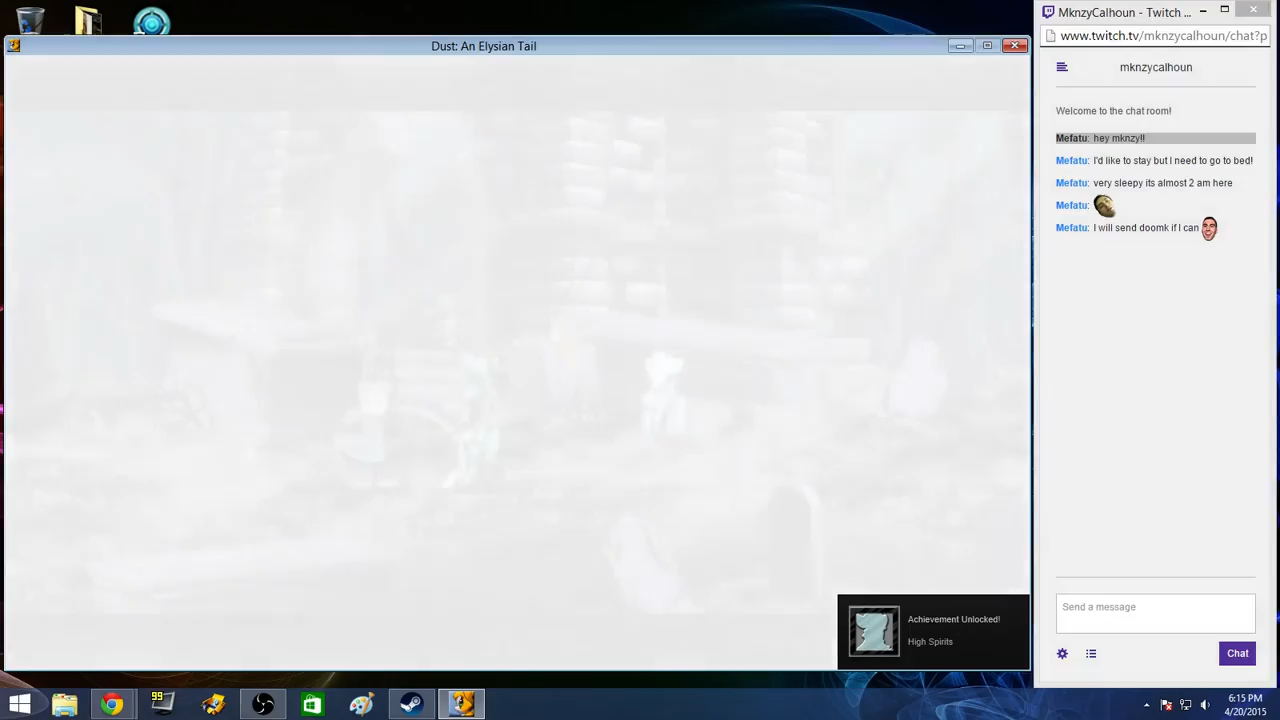 Dust: An Elysian Tail
MknzyCalhoun - Twitch ...
www.twitch.tv/mknzycalhoun/chat?p
mknzycalhoun
Welcome to the chat room!
Mefatu: hey mknzy!!
Mefatu: I'd like to stay but I need to go to bed!
Mefatu: very sleepy its almost 2 am here
Mefatu:
Mefatu: I will send doomk if I can
Achievement Unlocked!
High Spirits
Send a message
Chat
99
6:15 PM
4/20/2015